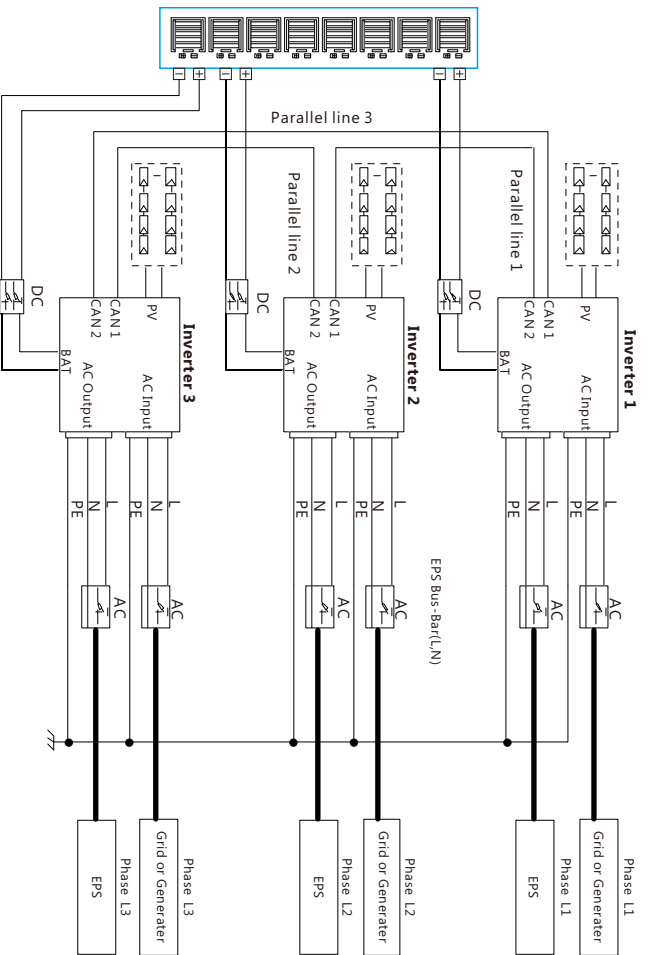 Parallel line 3
Parallel line 1
Parallel line 2
DC
DC
DC
Inverter 1
PV
CAN 1
CAN 2
BAT
AC Input
AC Output
Inverter 2
PV
CAN 1
CAN 2
BAT
AC Input
AC Output
Inverter 3
PV
CAN 1
CAN 2
BAT
AC Input
AC Output
L
N
PE
L
N
PE
L
N
PE
L
N
PE
L
N
PE
L
N
PE
EPS Bus-Bar(L,N)
AC
AC
AC
AC
AC
AC
Phase L1
Grid or Generater
Phase L1
EPS
Phase L2
Grid or Generater
Phase L2
EPS
Phase L3
Grid or Generater
Phase L3
EPS